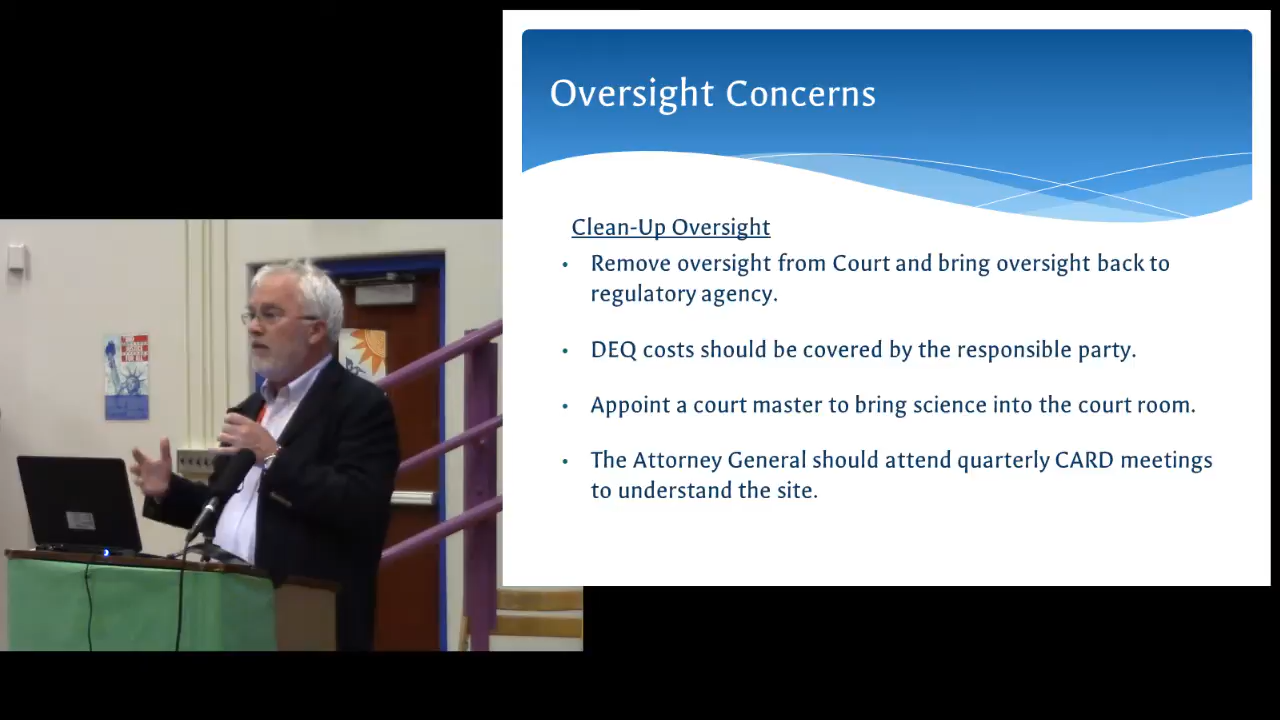 Oversight Concerns
Clean-Up Oversight
• Remove oversight from Court and bring oversight back to
regulatory agency.
• DEQ costs should be covered by the responsible party.
• Appoint a court master to bring science into the court room.
• The Attorney General should attend quarterly CARD meetings
to understand the site.